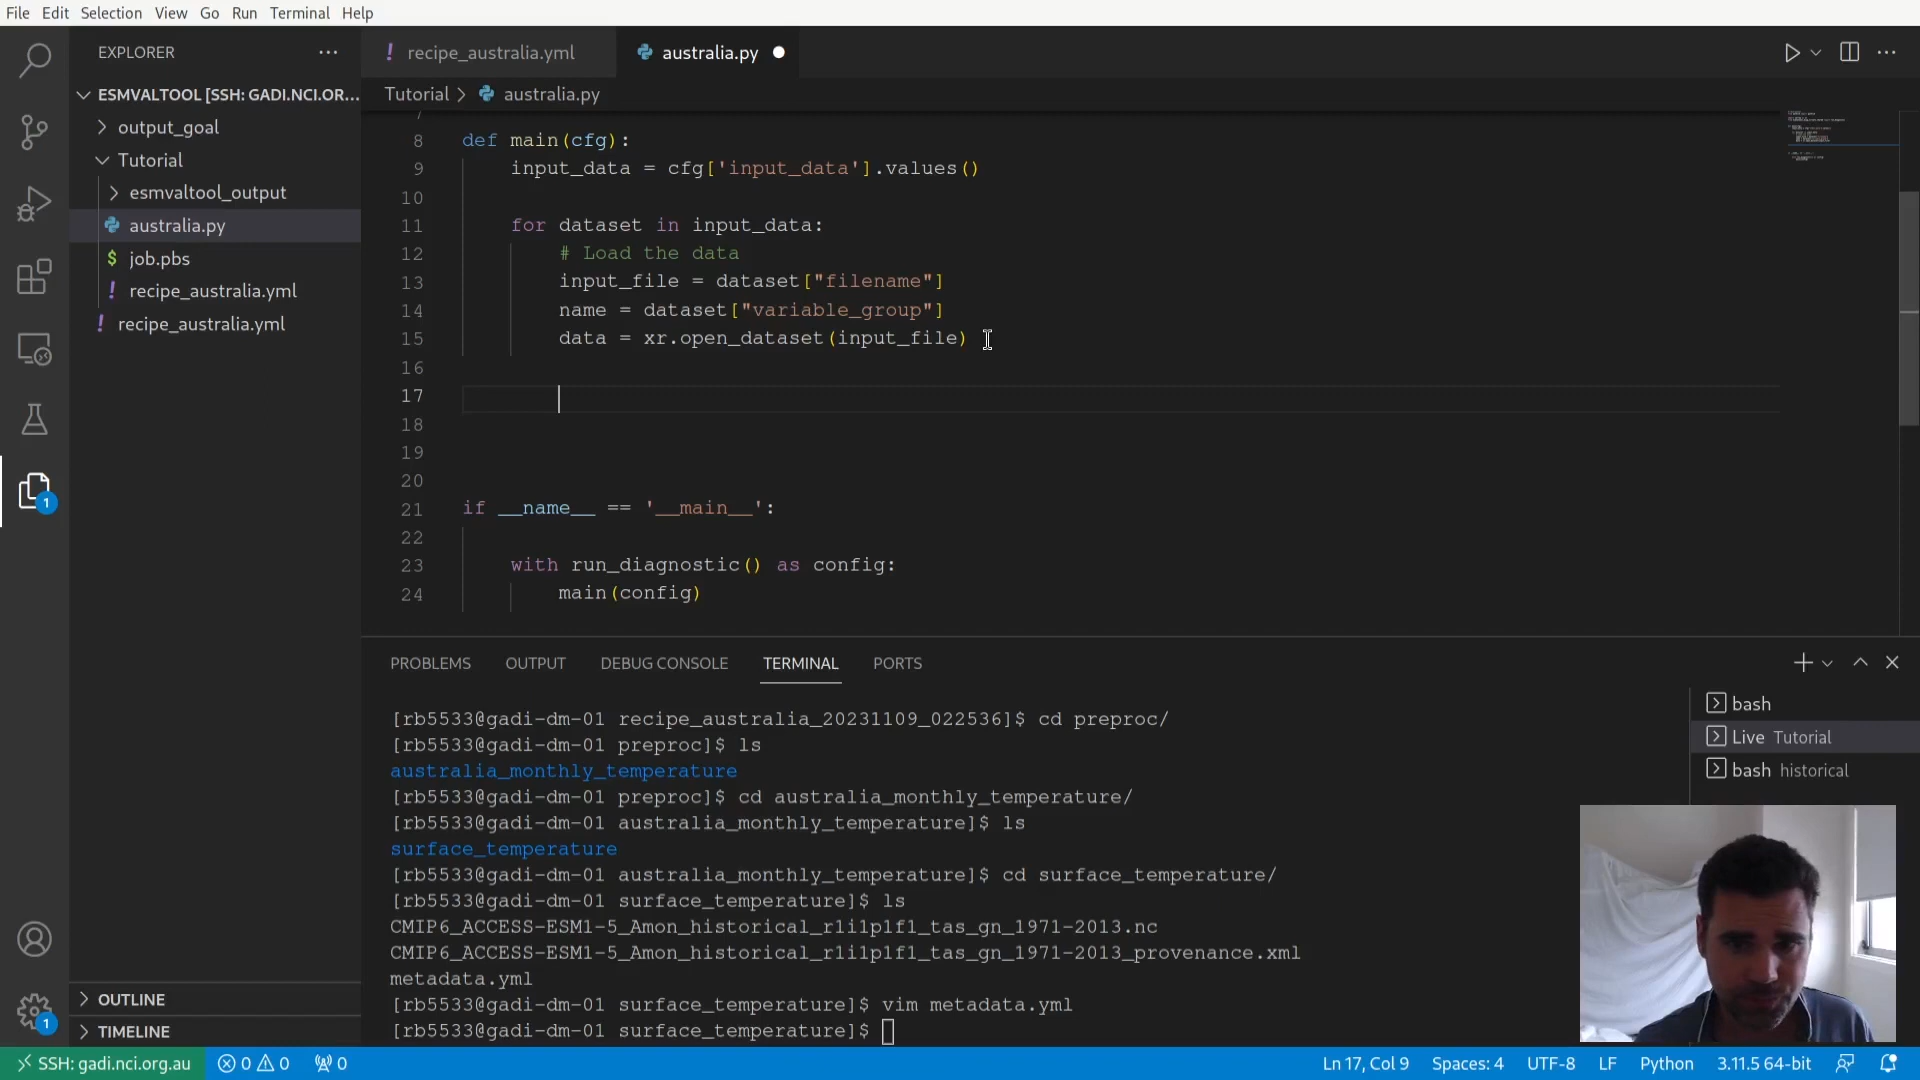 File Edit Selection View Go Run Terminal Help
EXPLORER
ESMVALTOOL [SSH: GADI.NCI.OR...
output_goal
Tutorial
esmvaltool_output
australia.py
job.pbs
recipe_australia.yml
recipe_australia.yml
OUTLINE
TIMELINE
recipe_australia.yml
australia.py
Tutorial > australia.py
8 def main(cfg):
9 input_data = cfg['input_data'].values()
10
11 for dataset in input_data:
12 # Load the data
13 input_file = dataset["filename"]
14 name = dataset["variable_group"]
15 data = xr.open_dataset(input_file)
16
17
18
19
20
21 if __name__ == '__main__':
22
23 with run_diagnostic() as config:
24 main(config)
PROBLEMS OUTPUT DEBUG CONSOLE TERMINAL PORTS
[rb5533@gadi-dm-01 recipe_australia_20231109_022536]$ cd preproc/
[rb5533@gadi-dm-01 preproc]$ ls
australia_monthly_temperature
[rb5533@gadi-dm-01 preproc]$ cd australia_monthly_temperature/
[rb5533@gadi-dm-01 australia_monthly_temperature]$ ls
surface_temperature
[rb5533@gadi-dm-01 australia_monthly_temperature]$ cd surface_temperature/
[rb5533@gadi-dm-01 surface_temperature]$ ls
CMIP6_ACCESS-ESM1-5_Amon_historical_r1i1p1f1_tas_gn_1971-2013.nc
CMIP6_ACCESS-ESM1-5_Amon_historical_r1i1p1f1_tas_gn_1971-2013_provenance.xml
metadata.yml
[rb5533@gadi-dm-01 surface_temperature]$ vim metadata.yml
[rb5533@gadi-dm-01 surface_temperature]$
bash
Live Tutorial
bash historical
1
1
SSH: gadi.nci.org.au 0 0 0 Ln 17, Col 9 Spaces: 4 UTF-8 LF Python 3.11.5 64-bit